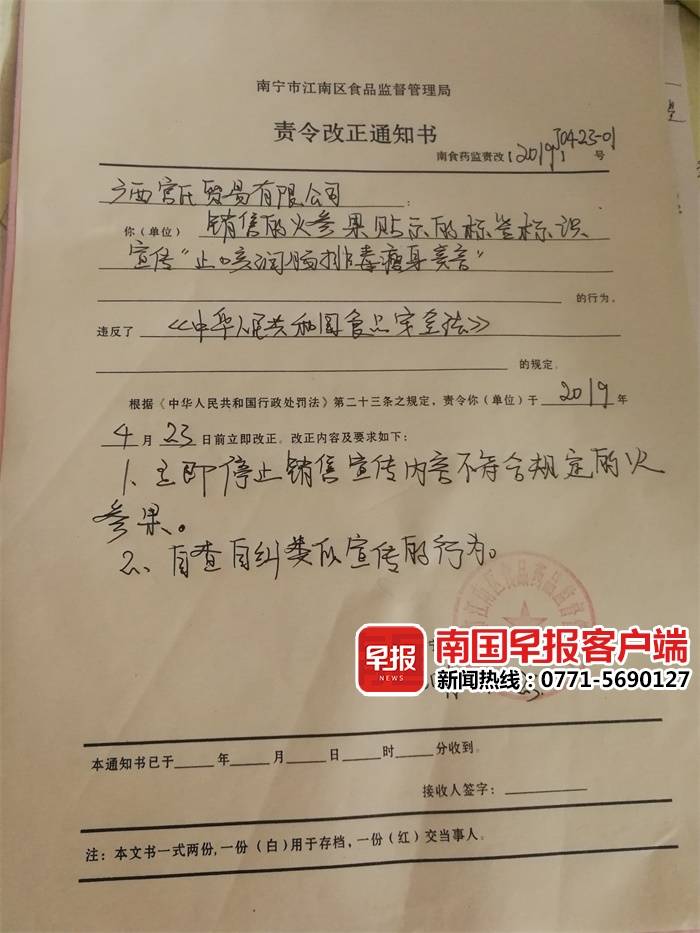 南宁市江南区食品监督管理局
责令改正通知书
南食药监责改〔2019〕J0423-01号
广西宫氏贸易有限公司：
你（单位）销售的火参果贴示的标签标识
宣传“止咳润肠排毒瘦身美音”
的行为。
违反了《中华人民共和国食品安全法》
的规定。
根据《中华人民共和国行政处罚法》第二十三条之规定，责令你（单位）于2019年
4月23日前立即改正。改正内容及要求如下：
1、立即停止销售宣传内容不符合规定的火
参果。
2、自查自纠类似宣传的行为。
江南区食品药品监督
早报
NEWS
南国早报客户端
新闻热线：0771-5690127
23
本通知书已于____年____月____日____时____分收到。
接收人签字：
注：本文书一式两份,一份（白）用于存档，一份（红）交当事人。